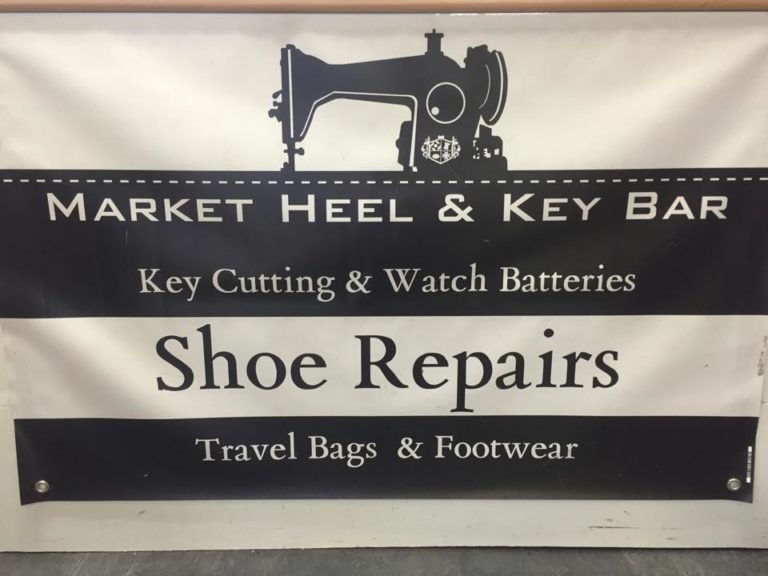 Market Heel & Key Bar
Key Cutting & Watch Batteries
Shoe Repairs
Travel Bags & Footwear